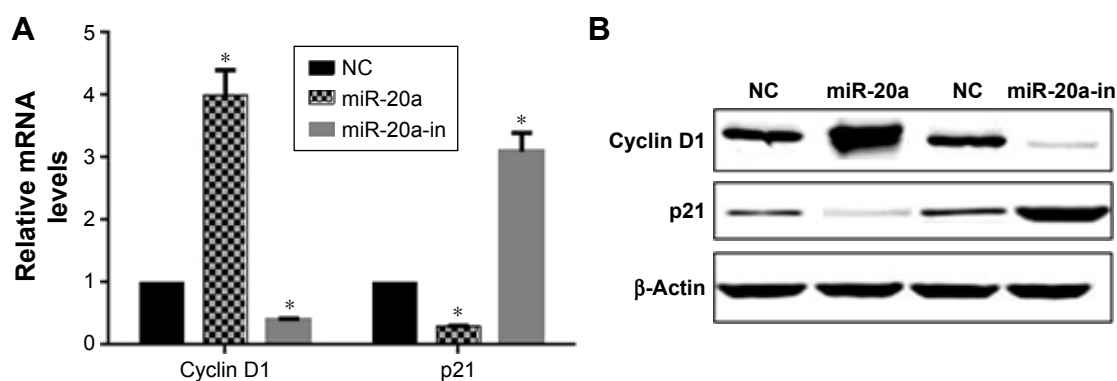 A
Relative mRNA
levels
5
4
3
2
1
0
*
*
*
*
NC
miR-20a
miR-20a-in
Cyclin D1
p21
B
NC miR-20a NC miR-20a-in
Cyclin D1
p21
β-Actin